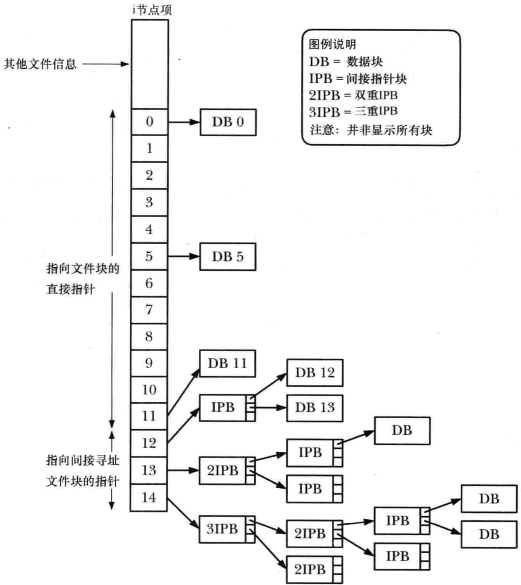 i节点项
其他文件信息
图例说明
DB = 数据块
IPB = 间接指针块
2IPB = 双重IPB
3IPB = 三重IPB
注意：并非显示所有块
0
DB 0
1
2
3
4
5
DB 5
指向文件块的
直接指针
6
7
8
9
DB 11
10
DB 12
11
IPB
DB 13
12
DB
指向间接寻址
文件块的指针
13
2IPB
IPB
IPB
14
DB
3IPB
2IPB
IPB
DB
IPB
2IPB